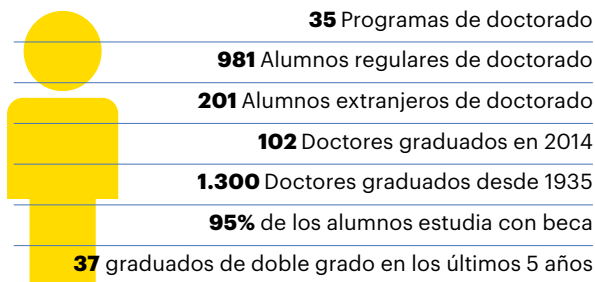 35 Programas de doctorado
981 Alumnos regulares de doctorado
201 Alumnos extranjeros de doctorado
102 Doctores graduados en 2014
1.300 Doctores graduados desde 1935
95% de los alumnos estudia con beca
37 graduados de doble grado en los últimos 5 años